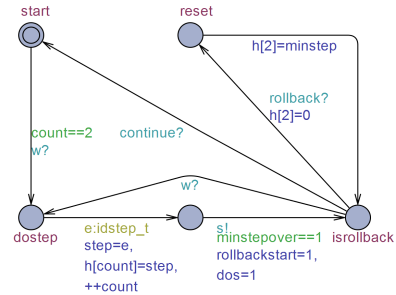 start
reset
h[2]=minstep
rollback?
h[2]=0
count==2
continue?
w?
w?
dostep
e:idstep_t
step=e,
h[count]=step,
++count
s!
minstepover==1
rollbackstart=1,
dos=1
isrollback